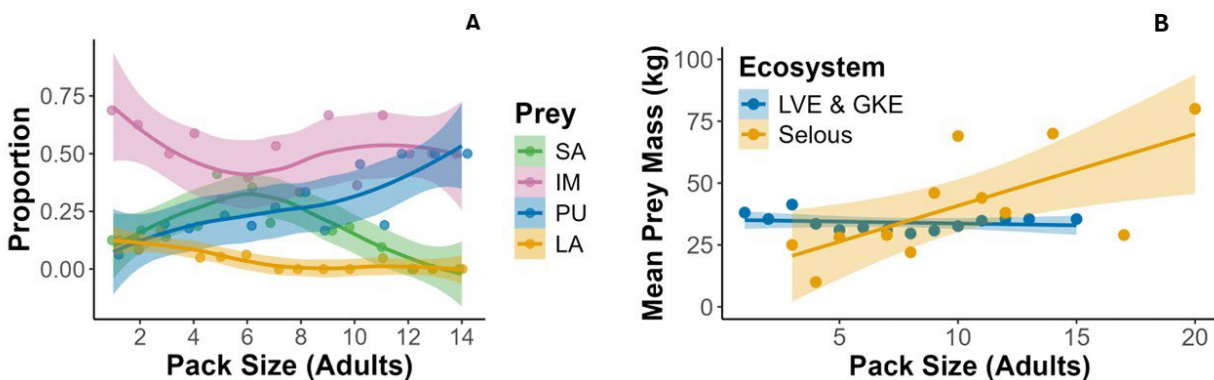 A
Proportion
0.75
0.50
0.25
0.00
2 4 6 8 10 12 14
Pack Size (Adults)
Prey
SA
IM
PU
LA
B
Mean Prey Mass (kg)
100
75
50
25
0
Ecosystem
LVE & GKE
Selous
5 10 15 20
Pack Size (Adults)